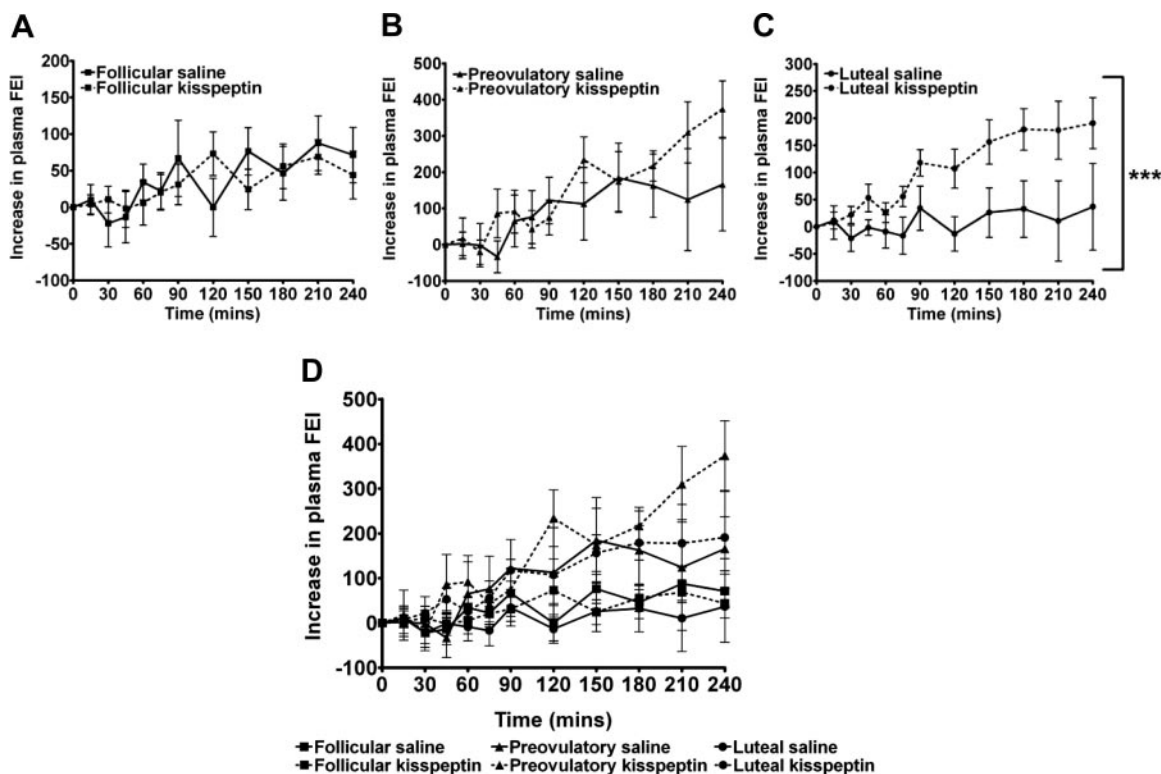 A
Increase in plasma FEI
200
150
100
50
0
-50
-100
Follicular saline
Follicular kisspeptin
0 30 60 90 120 150 180 210 240
Time (mins)
B
Increase in plasma FEI
500
400
300
200
100
0
-100
Preovulatory saline
Preovulatory kisspeptin
0 30 60 90 120 150 180 210 240
Time (mins)
C
Increase in plasma FEI
300
250
200
150
100
50
0
-50
-100
Luteal saline
Luteal kisspeptin
***
0 30 60 90 120 150 180 210 240
Time (mins)
D
Increase in plasma FEI
500
400
300
200
100
0
-100
0 30 60 90 120 150 180 210 240
Time (mins)
Follicular saline Preovulatory saline Luteal saline
Follicular kisspeptin Preovulatory kisspeptin Luteal kisspeptin